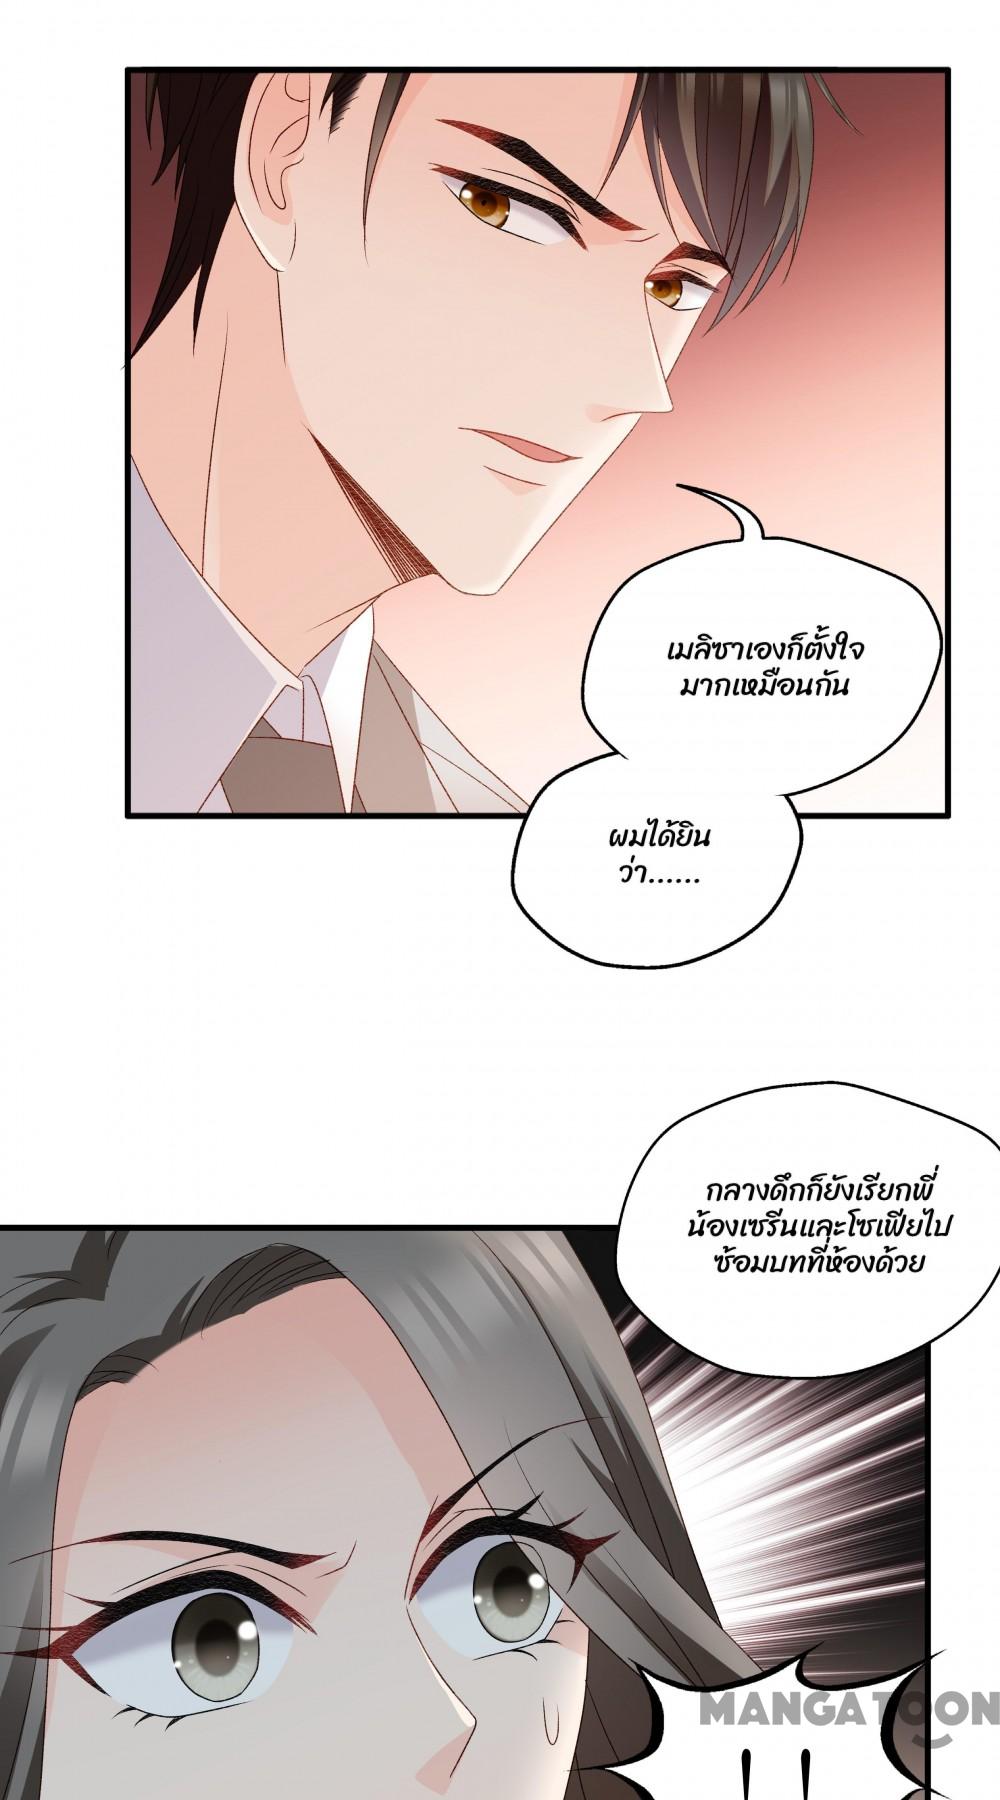 เมลิซาเองก็ตั้งใจ
มากเหมือนกัน
ผมได้ยิน
ว่า......
กลางดึกก็ยังเรียกพี่
น้องเซรีนและโซเฟียไป
ซ้อมบทที่ห้องด้วย
MANGATOON
!!